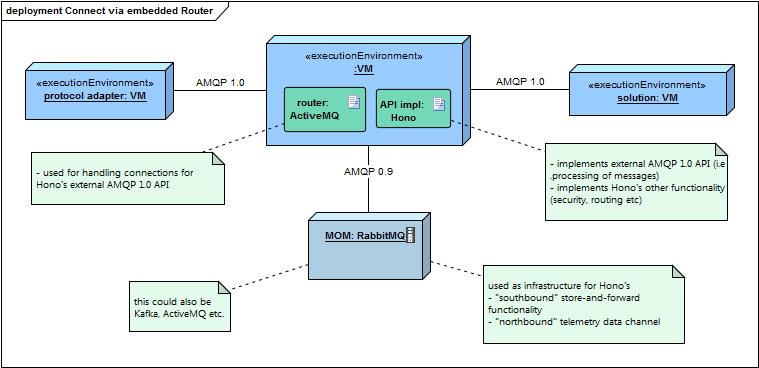 deployment Connect via embedded Router
«executionEnvironment»
protocol adapter: VM
AMQP 1.0
«executionEnvironment»
:VM
router:
ActiveMQ
API impl:
Hono
AMQP 1.0
«executionEnvironment»
solution: VM
- used for handling connections for
Hono's external AMQP 1.0 API
- implements external AMQP 1.0 API (i.e
.processing of messages)
- implements Hono's other functionality
(security, routing etc)
AMQP 0.9
MOM: RabbitMQ
this could also be
Kafka, ActiveMQ etc.
used as infrastructure for Hono's
- "southbound" store-and-forward
functionality
- "northbound" telemetry data channel